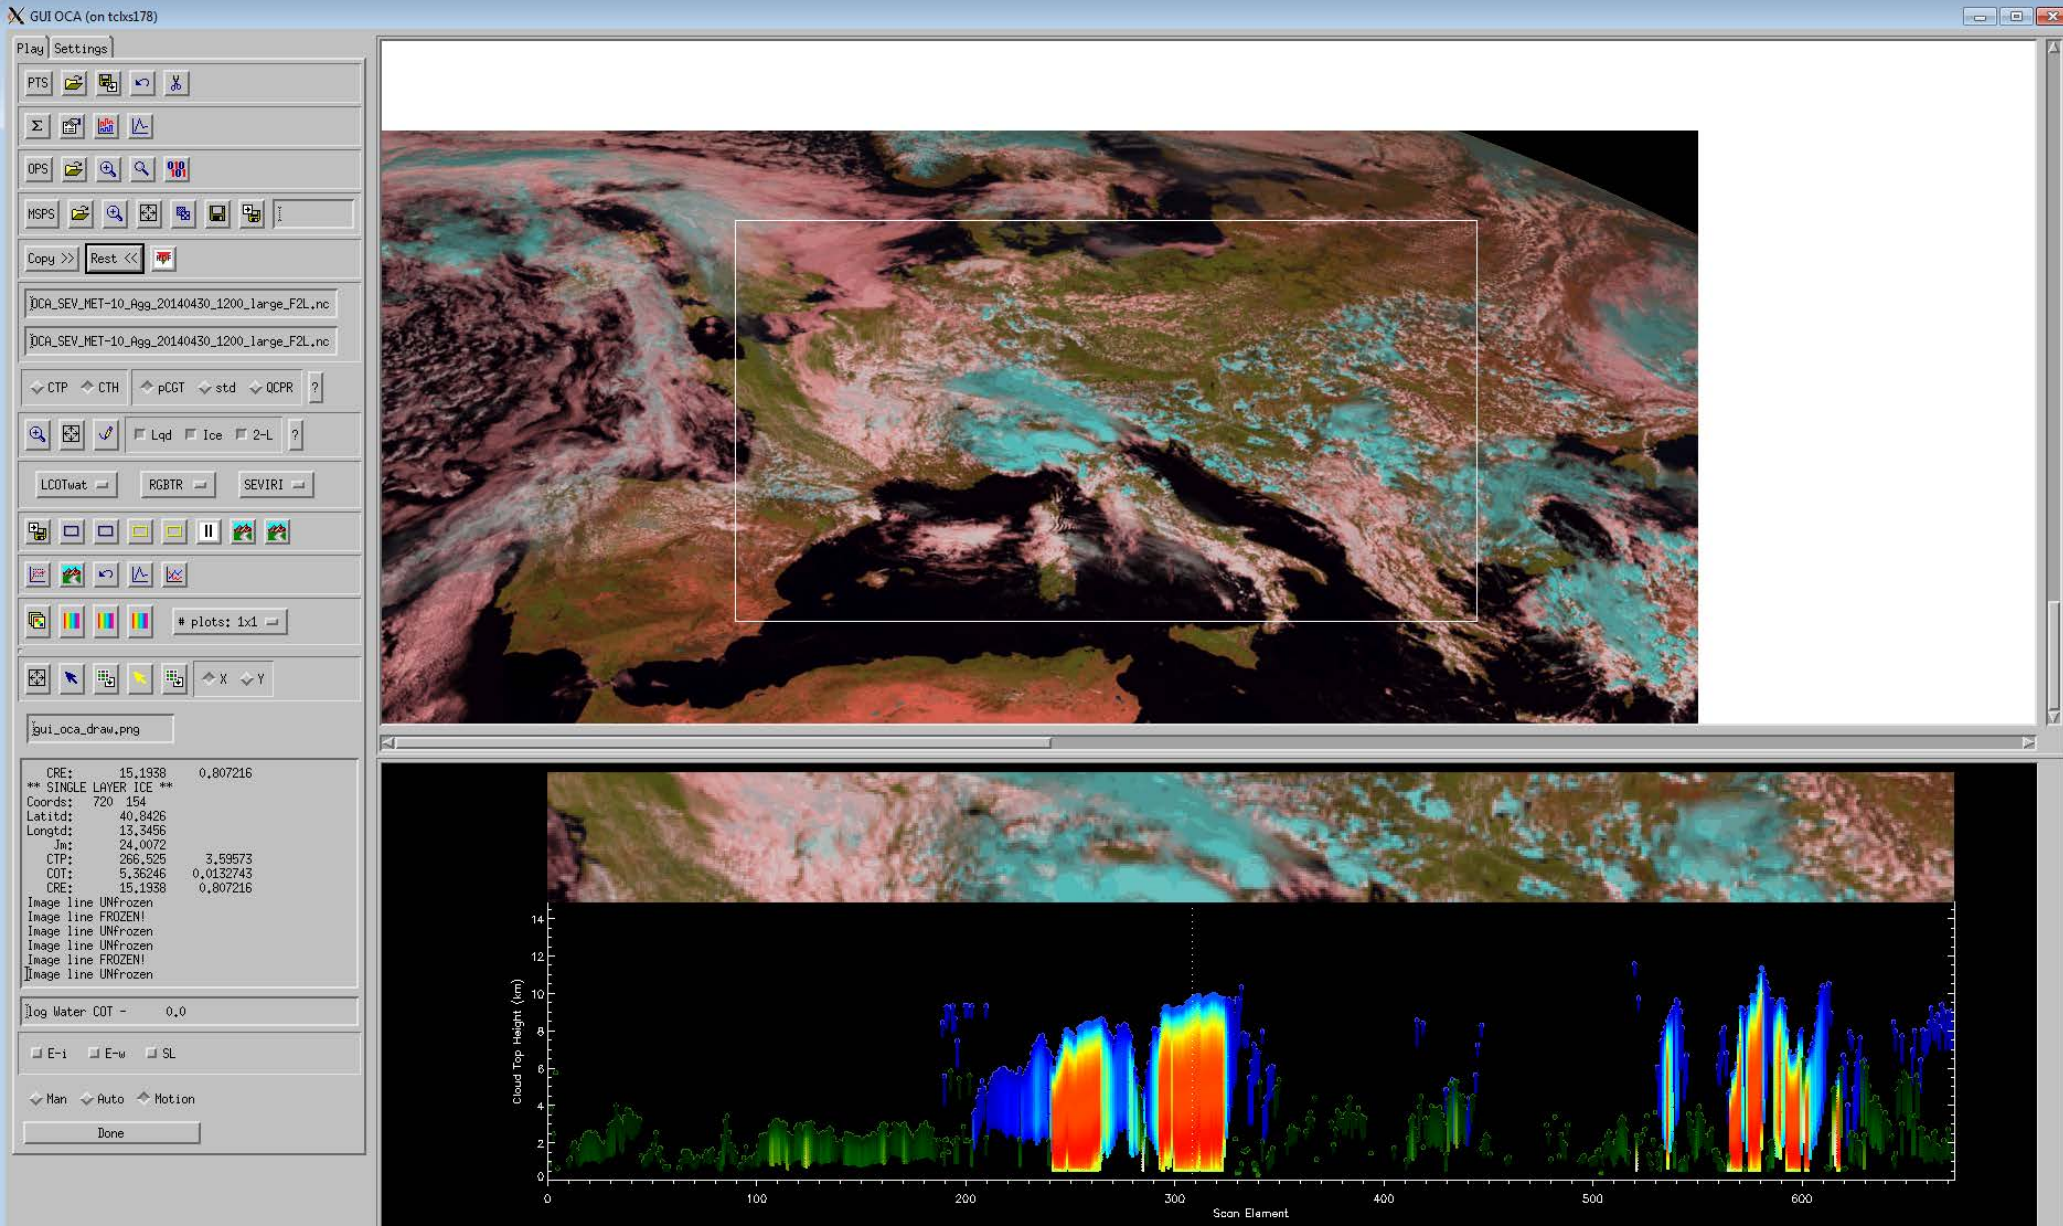 GUI OCA (on tclxs178)
Play Settings
PTS
Σ
OPS
MSPS
Copy >> Rest <<
OCA_SEV_MET-10_Agg_20140430_1200_large_F2L.nc
OCA_SEV_MET-10_Agg_20140430_1200_large_F2L.nc
CTP CTH pCGT std QCPR ?
Lqd Ice 2-L ?
LCOTwat RGBTR SEVIRI
# plots: 1x1
X Y
gui_oca_draw.png
CRE: 15.1938 0.807216
** SINGLE LAYER ICE **
Coords: 720 154
Latitd: 40.8426
Longtd: 13.3456
Jm: 24.0072
CTP: 266.525 3.59573
COT: 5.36246 0.0132743
CRE: 15.1938 0.807216
Image line UNfrozen
Image line FROZEN!
Image line UNfrozen
Image line UNfrozen
Image line FROZEN!
Image line UNfrozen
log Water COT - 0.0
E-i E-w SL
Man Auto Motion
Done
Cloud Top Height (km)
14
12
10
8
6
4
2
0
0 100 200 300 400 500 600
Scan Element